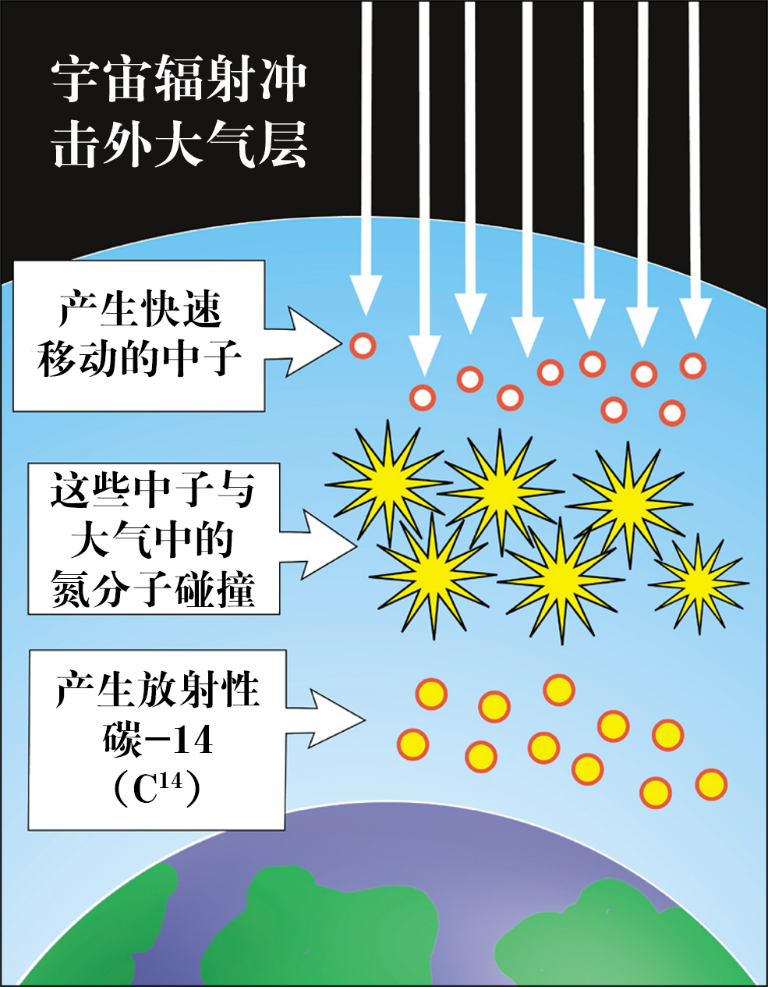 宇宙辐射冲
击外大气层
产生快速
移动的中子
这些中子与
大气中的
氮分子碰撞
产生放射性
碳-14
（C¹⁴）